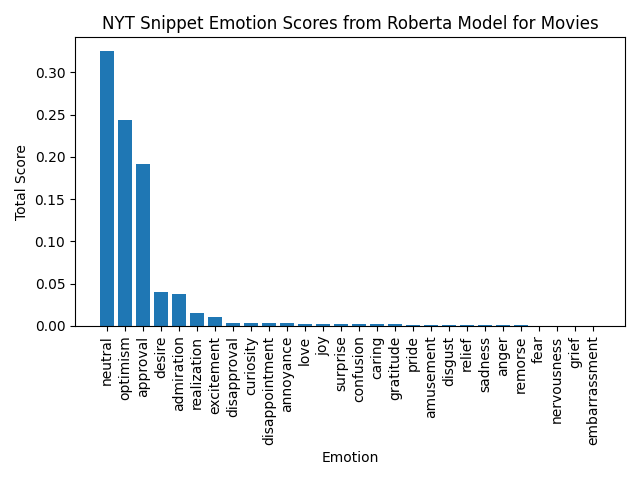 NYT Snippet Emotion Scores from Roberta Model for Movies
Total Score
0.30
0.25
0.20
0.15
0.10
0.05
0.00
neutral
optimism
approval
desire
admiration
realization
excitement
disapproval
curiosity
disappointment
annoyance
love
joy
surprise
confusion
caring
gratitude
pride
amusement
disgust
relief
sadness
anger
remorse
fear
nervousness
grief
embarrassment
Emotion